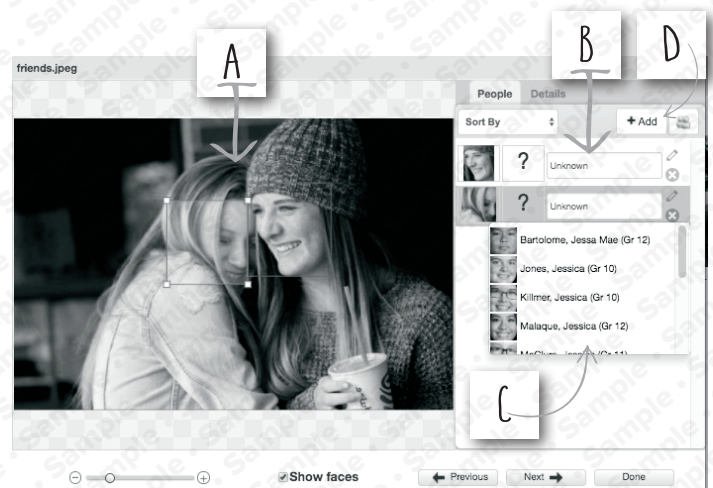 A
B
D
friends.jpeg
People Details
Sort By
+ Add
? Unknown
? Unknown
Bartolome, Jessa Mae (Gr 12)
Jones, Jessica (Gr 10)
Killmer, Jessica (Gr 10)
Malaque, Jessica (Gr 12)
C
Show faces
Previous
Next
Done
Sample